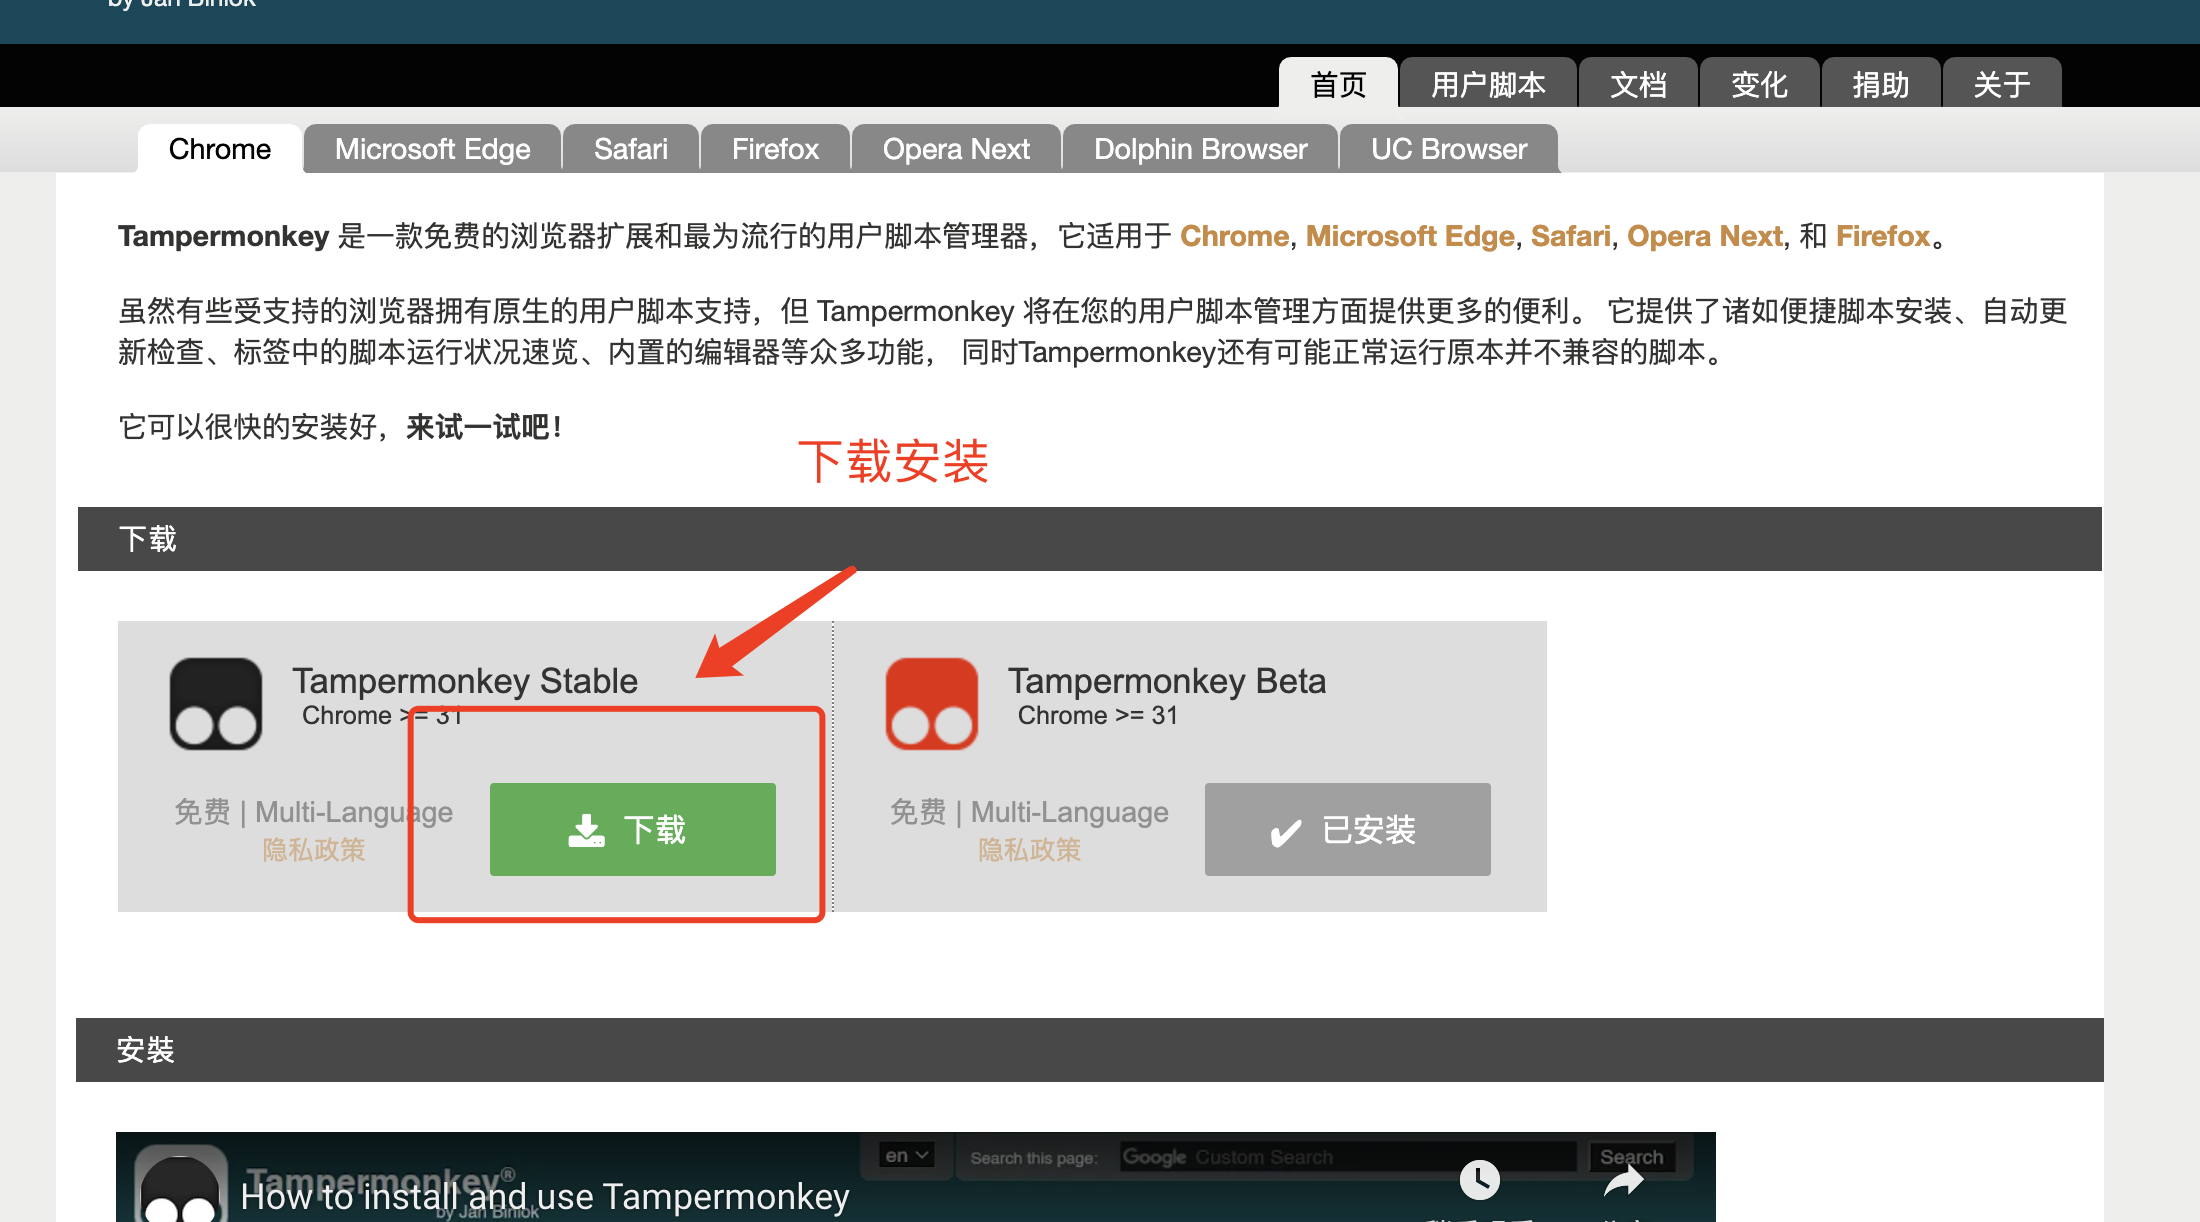 by Jan Biniok
首页 用户脚本 文档 变化 捐助 关于
Chrome Microsoft Edge Safari Firefox Opera Next Dolphin Browser UC Browser
Tampermonkey 是一款免费的浏览器扩展和最为流行的用户脚本管理器，它适用于 Chrome, Microsoft Edge, Safari, Opera Next, 和 Firefox。
虽然有些受支持的浏览器拥有原生的用户脚本支持，但 Tampermonkey 将在您的用户脚本管理方面提供更多的便利。 它提供了诸如便捷脚本安装、自动更
新检查、标签中的脚本运行状况速览、内置的编辑器等众多功能， 同时Tampermonkey还有可能正常运行原本并不兼容的脚本。
它可以很快的安装好，来试一试吧！
下载安装
下载
Tampermonkey Stable
Chrome >= 31
免费 | Multi-Language
隐私政策
下载
Tampermonkey Beta
Chrome >= 31
免费 | Multi-Language
隐私政策
已安装
安裝
en Search this page: Google Custom Search Search
Tampermonkey®
How to install and use Tampermonkey
by Jan Biniok